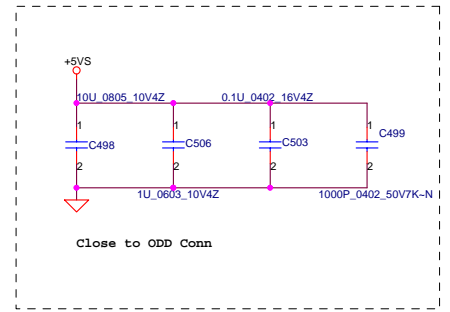 +5VS
10U_0805_10V4Z
0.1U_0402_16V4Z
1
1
1
1
C498
C506
C503
C499
2
2
2
2
1U_0603_10V4Z
1000P_0402_50V7K~N
Close to ODD Conn